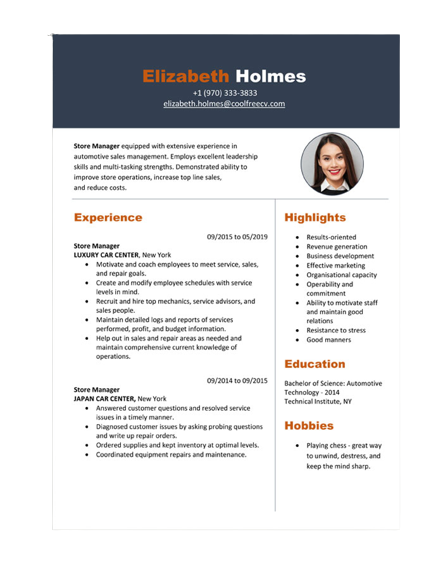 Elizabeth Holmes
+1 (970) 333-3833
elizabeth.holmes@coolfreecv.com
Store Manager equipped with extensive experience in
automotive sales management. Employs excellent leadership
skills and multi-tasking strengths. Demonstrated ability to
improve store operations, increase top line sales,
and reduce costs.
Experience
09/2015 to 05/2019
Store Manager
LUXURY CAR CENTER, New York
• Motivate and coach employees to meet service, sales,
and repair goals.
• Create and modify employee schedules with service
levels in mind.
• Recruit and hire top mechanics, service advisors, and
sales people.
• Maintain detailed logs and reports of services
performed, profit, and budget information.
• Help out in sales and repair areas as needed and
maintain comprehensive current knowledge of
operations.
09/2014 to 09/2015
Store Manager
JAPAN CAR CENTER, New York
• Answered customer questions and resolved service
issues in a timely manner.
• Diagnosed customer issues by asking probing questions
and write up repair orders.
• Ordered supplies and kept inventory at optimal levels.
• Coordinated equipment repairs and maintenance.
Highlights
• Results-oriented
• Revenue generation
• Business development
• Effective marketing
• Organisational capacity
• Operability and
commitment
• Ability to motivate staff
and maintain good
relations
• Resistance to stress
• Good manners
Education
Bachelor of Science: Automotive
Technology - 2014
Technical Institute, NY
Hobbies
• Playing chess - great way
to unwind, destress, and
keep the mind sharp.